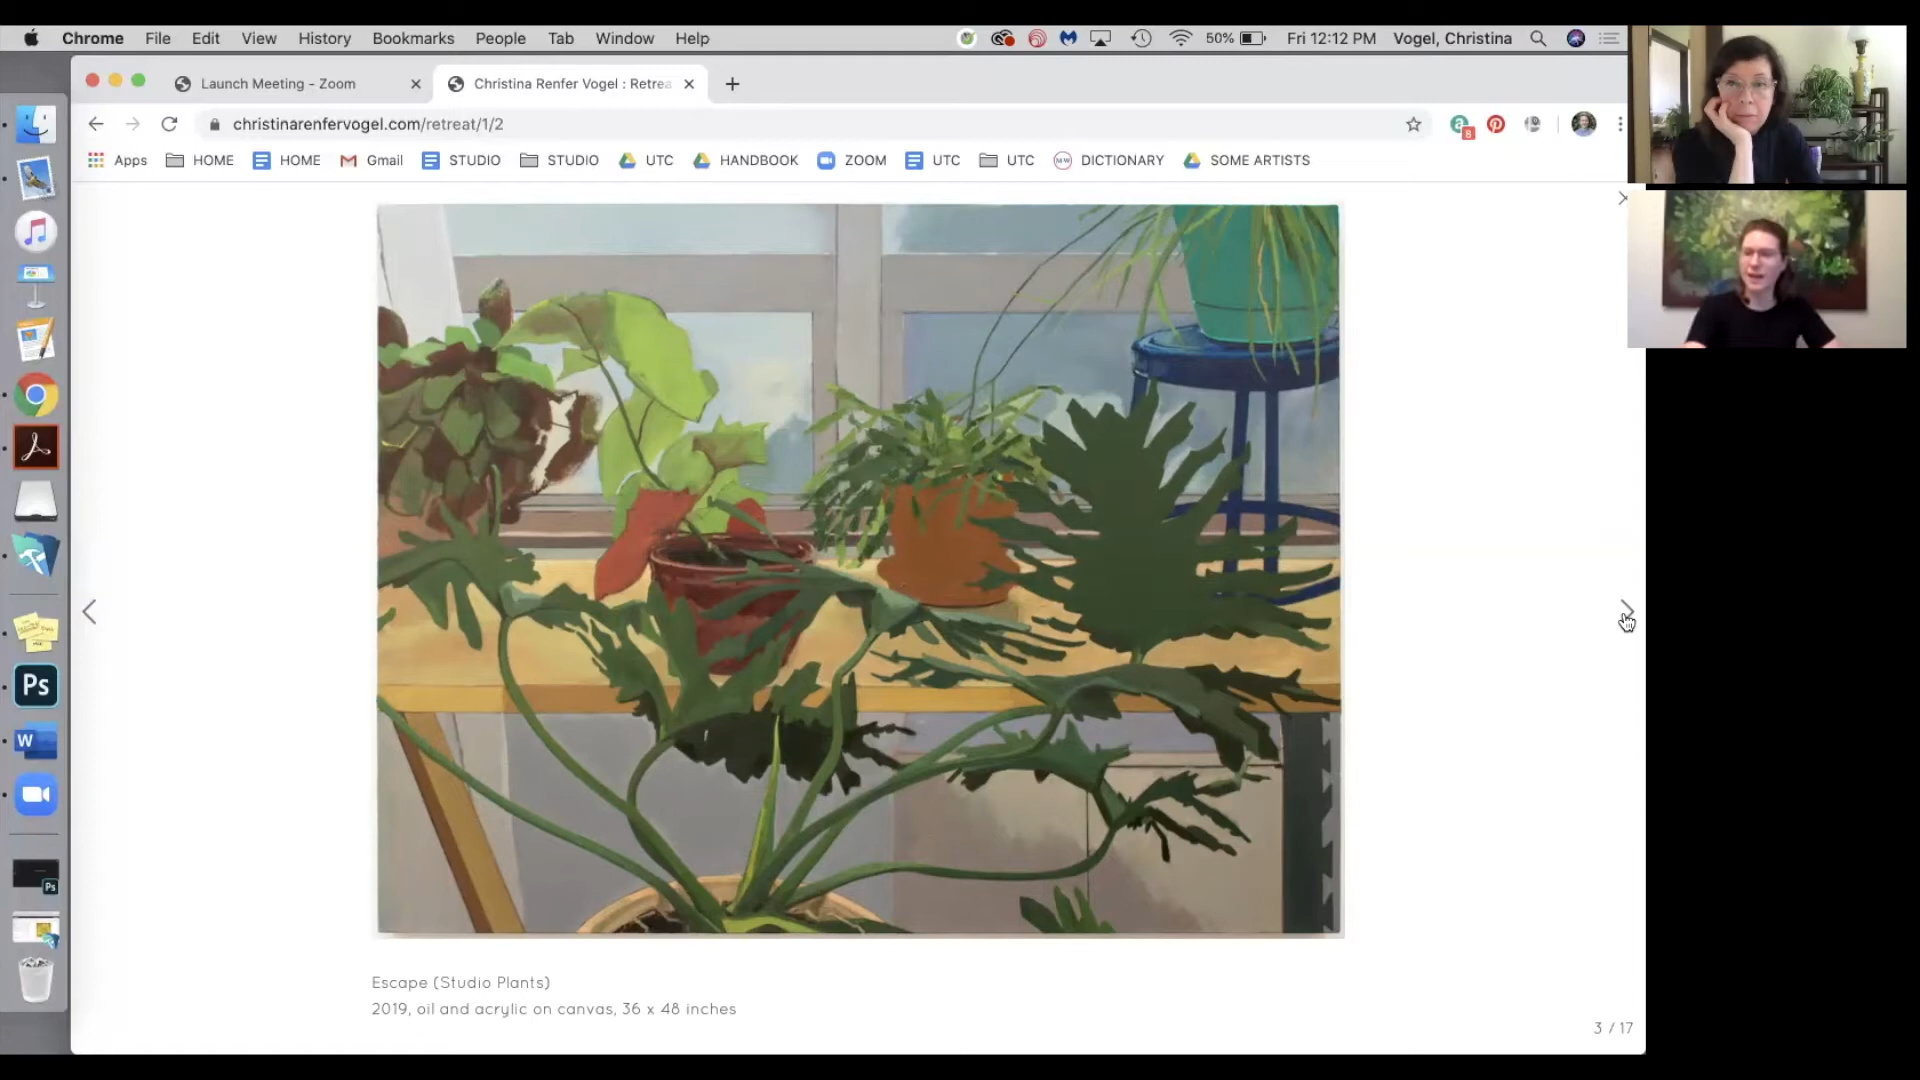 Chrome File Edit View History Bookmarks People Tab Window Help 50% Fri 12:12 PM Vogel, Christina
Launch Meeting - Zoom Christina Renfer Vogel : Retrea
christinarenfervogel.com/retreat/1/2 8
Apps HOME HOME Gmail STUDIO STUDIO UTC HANDBOOK ZOOM UTC UTC DICTIONARY SOME ARTISTS
Ps
W
Ps
Escape (Studio Plants)
2019, oil and acrylic on canvas, 36 x 48 inches
3 / 17